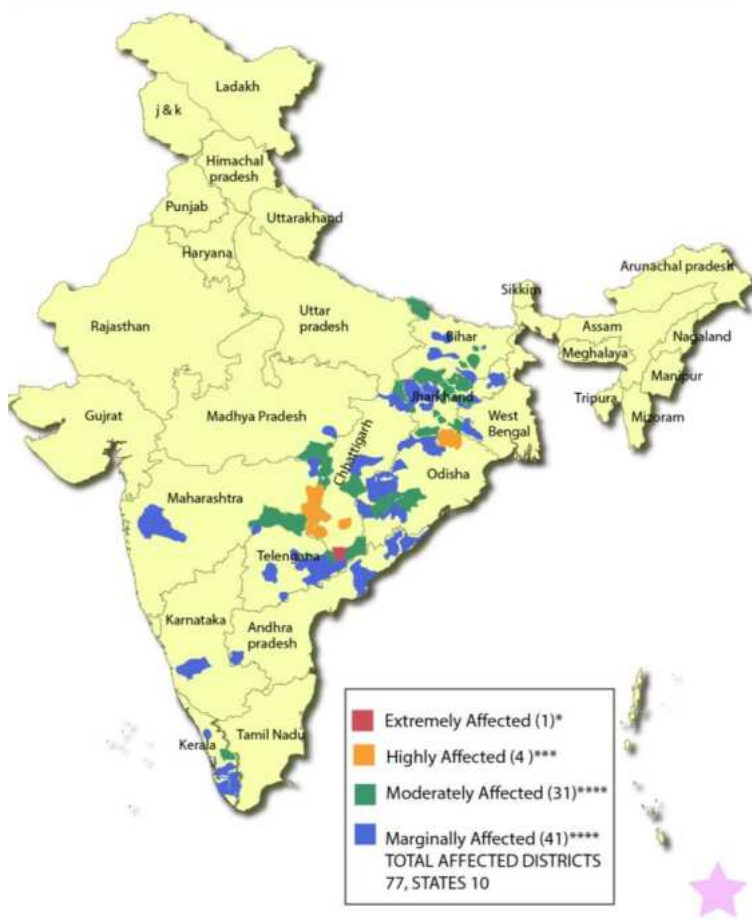 Ladakh
j & k
Himachal
pradesh
Punjab
Uttarakhand
Haryana
Rajasthan
Uttar
pradesh
Sikkim
Arunachal pradesh
Assam
Nagaland
Meghalaya
Manipur
Tripura
Mizoram
Bihar
Gujrat
Madhya Pradesh
Jharkhand
West
Bengal
Chhattigarh
Odisha
Maharashtra
Telengana
Karnataka
Andhra
pradesh
Kerala
Tamil Nadu
Extremely Affected (1)*
Highly Affected (4 )***
Moderately Affected (31)****
Marginally Affected (41)****
TOTAL AFFECTED DISTRICTS
77, STATES 10